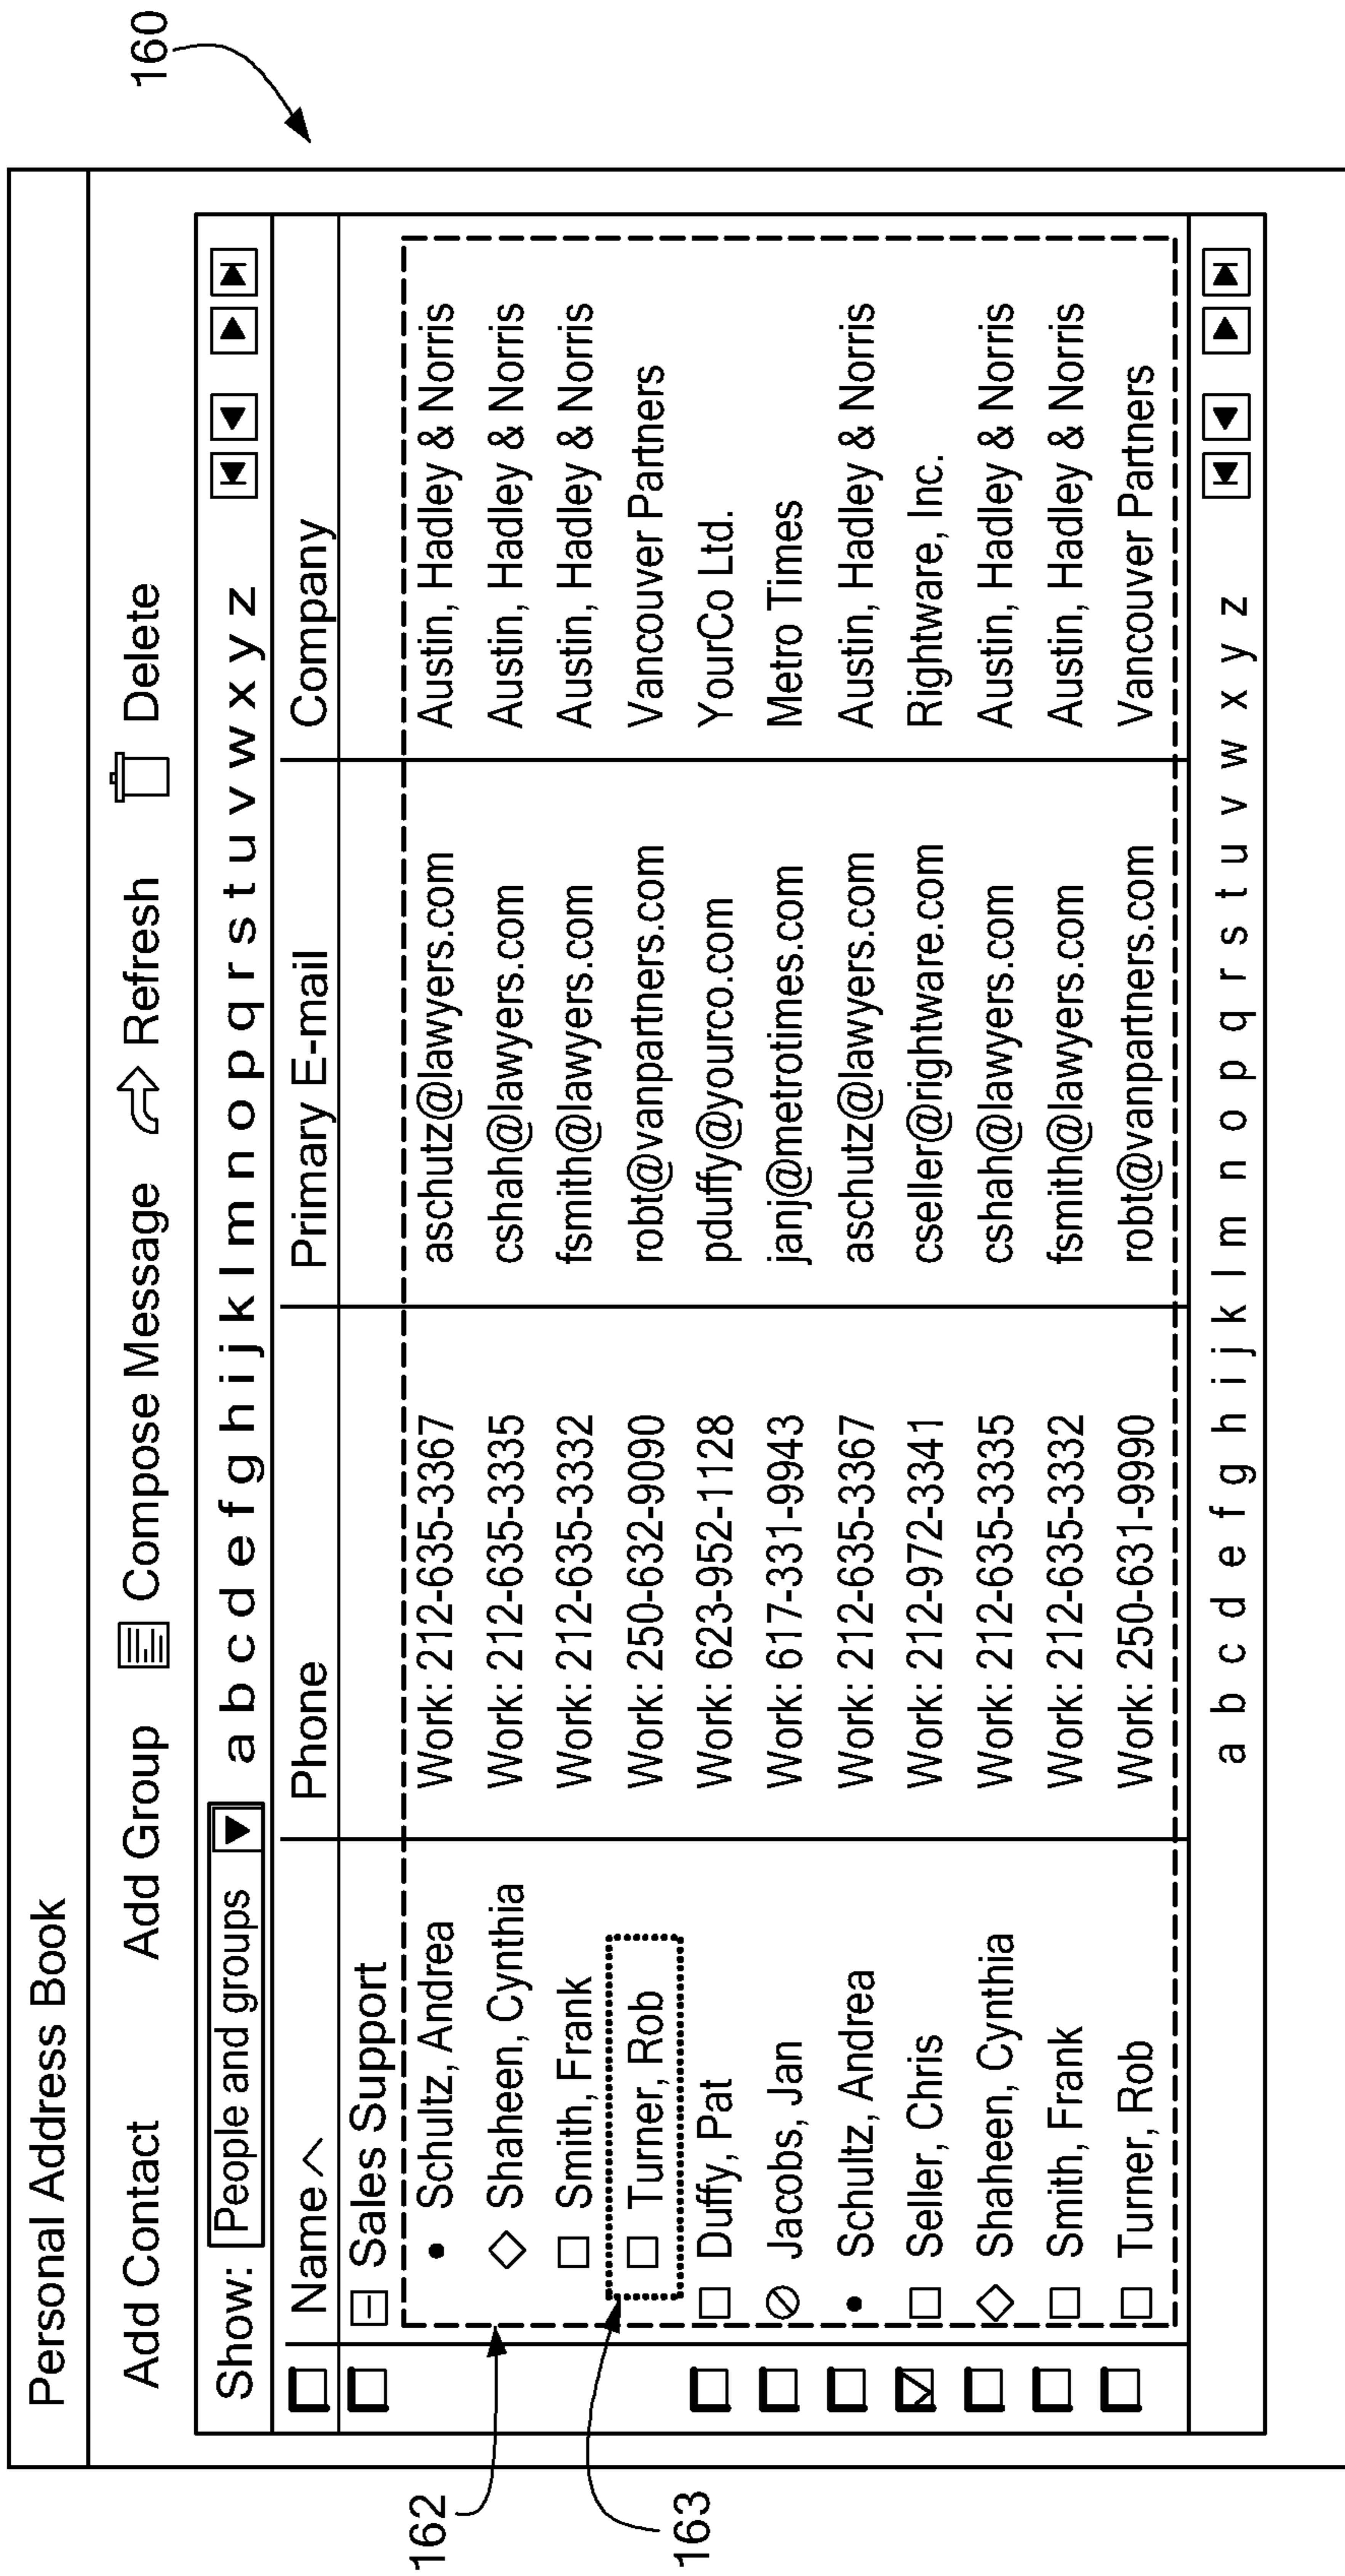 160
Personal Address Book
Add Contact Add Group Compose Message Refresh Delete
Show: People and groups a b c d e f g h i j k l m n o p q r s t u v w x y z
Name Phone Primary E-mail Company
Sales Support
Schultz, Andrea Work: 212-635-3367 aschutz@lawyers.com Austin, Hadley & Norris
Shaheen, Cynthia Work: 212-635-3335 cshah@lawyers.com Austin, Hadley & Norris
Smith, Frank Work: 212-635-3332 fsmith@lawyers.com Austin, Hadley & Norris
Turner, Rob Work: 250-632-9090 robt@vanpartners.com Vancouver Partners
Duffy, Pat Work: 623-952-1128 pduffy@yourco.com YourCo Ltd.
Jacobs, Jan Work: 617-331-9943 janj@metrotimes.com Metro Times
Schultz, Andrea Work: 212-635-3367 aschutz@lawyers.com Austin, Hadley & Norris
Seller, Chris Work: 212-972-3341 cseller@rightware.com Rightware, Inc.
Shaheen, Cynthia Work: 212-635-3335 cshah@lawyers.com Austin, Hadley & Norris
Smith, Frank Work: 212-635-3332 fsmith@lawyers.com Austin, Hadley & Norris
Turner, Rob Work: 250-631-9990 robt@vanpartners.com Vancouver Partners
a b c d e f g h i j k l m n o p q r s t u v w x y z
162
163